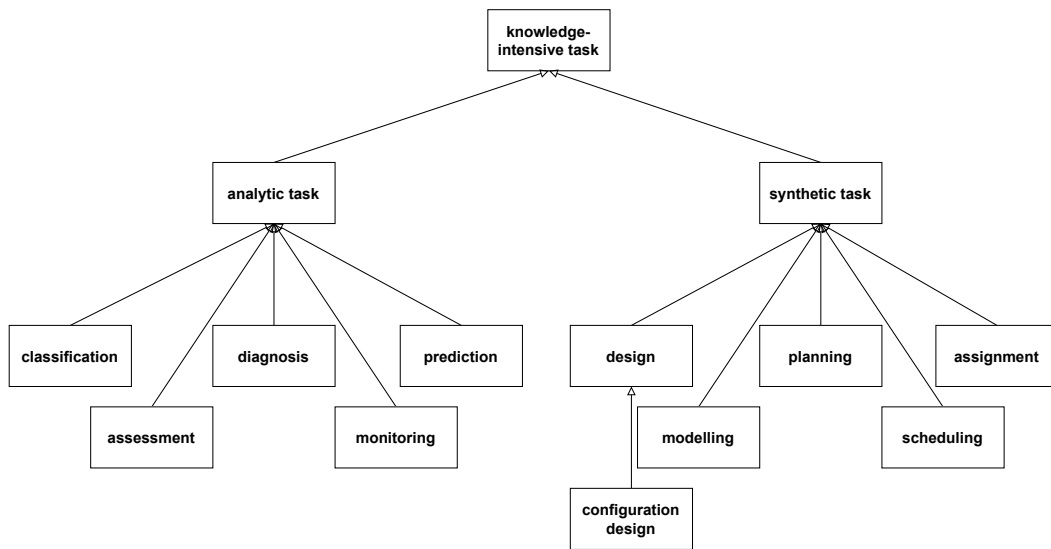 knowledge-
intensive task
analytic task
synthetic task
classification
diagnosis
prediction
design
planning
assignment
assessment
monitoring
modelling
scheduling
configuration
design